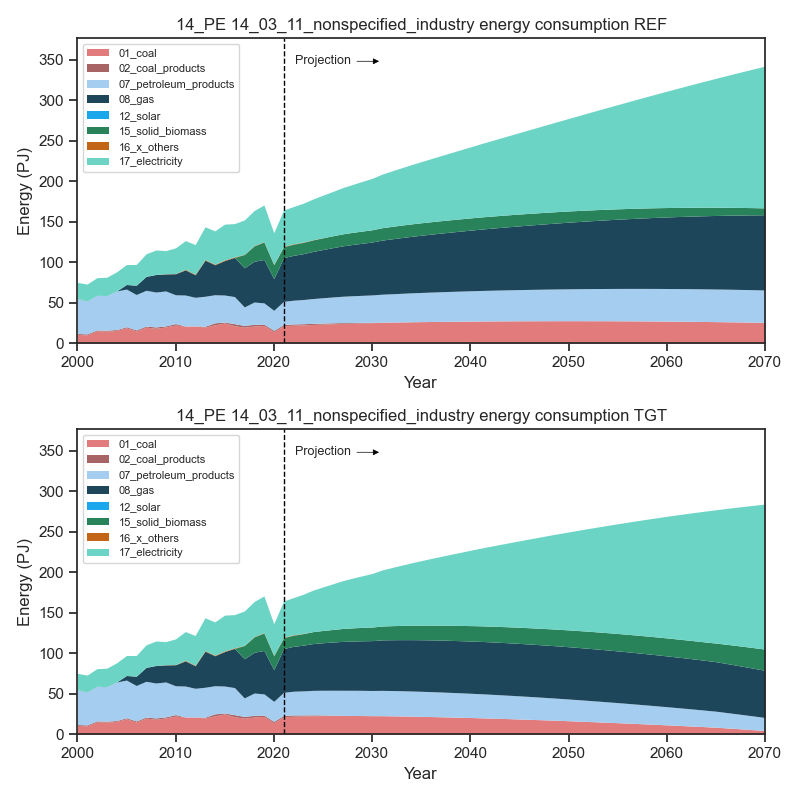 14_PE 14_03_11_nonspecified_industry energy consumption REF
01_coal
02_coal_products
07_petroleum_products
08_gas
12_solar
15_solid_biomass
16_x_others
17_electricity
Projection
Energy (PJ)
350
300
250
200
150
100
50
0
2000 2010 2020 2030 2040 2050 2060 2070
Year
14_PE 14_03_11_nonspecified_industry energy consumption TGT
01_coal
02_coal_products
07_petroleum_products
08_gas
12_solar
15_solid_biomass
16_x_others
17_electricity
Projection
Energy (PJ)
350
300
250
200
150
100
50
0
2000 2010 2020 2030 2040 2050 2060 2070
Year